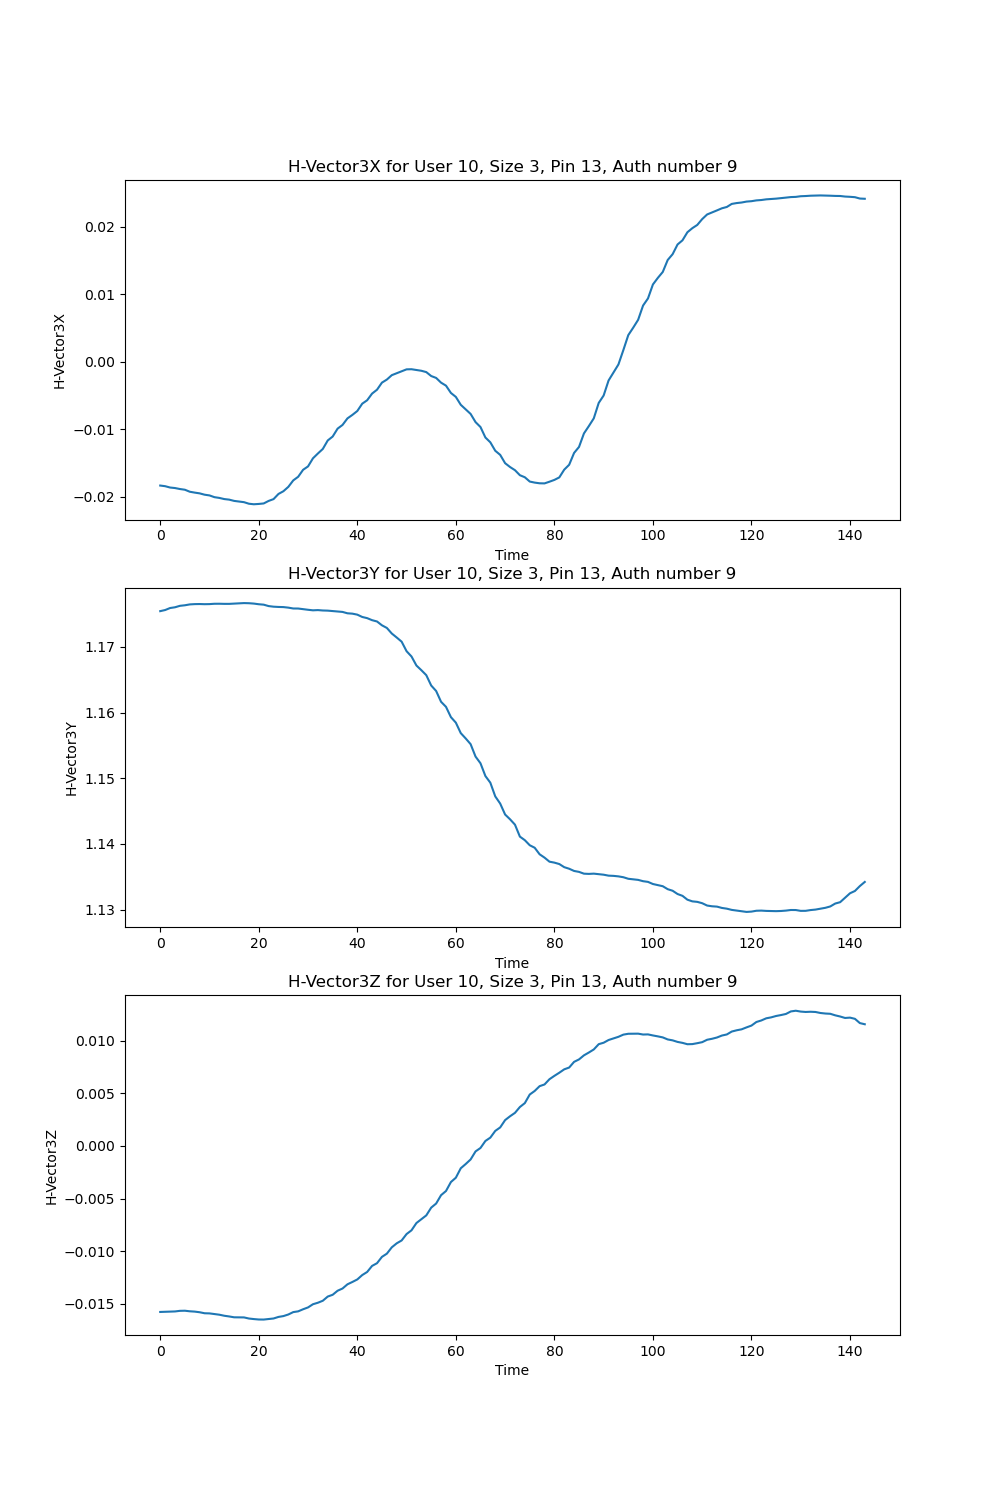 H-Vector3X for User 10, Size 3, Pin 13, Auth number 9
0.02
0.01
0.00
−0.01
−0.02
H-Vector3X
0 20 40 60 80 100 120 140
Time
H-Vector3Y for User 10, Size 3, Pin 13, Auth number 9
1.17
1.16
1.15
1.14
1.13
H-Vector3Y
0 20 40 60 80 100 120 140
Time
H-Vector3Z for User 10, Size 3, Pin 13, Auth number 9
0.010
0.005
0.000
−0.005
−0.010
−0.015
H-Vector3Z
0 20 40 60 80 100 120 140
Time